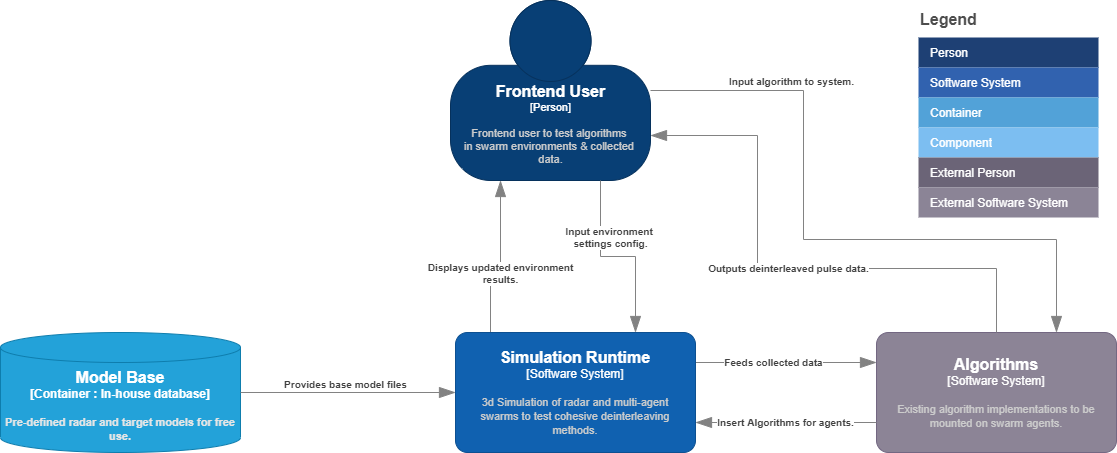 Legend
Person
Software System
Container
Component
External Person
External Software System
Frontend User
[Person]
Frontend user to test algorithms
in swarm environments & collected
data.
Input algorithm to system.
Input environment
settings config.
Displays updated environment
results.
Outputs deinterleaved pulse data.
Model Base
[Container : In-house database]
Pre-defined radar and target models for free
use.
Provides base model files
Simulation Runtime
[Software System]
3d Simulation of radar and multi-agent
swarms to test cohesive deinterleaving
methods.
Feeds collected data
Insert Algorithms for agents.
Algorithms
[Software System]
Existing algorithm implementations to be
mounted on swarm agents.